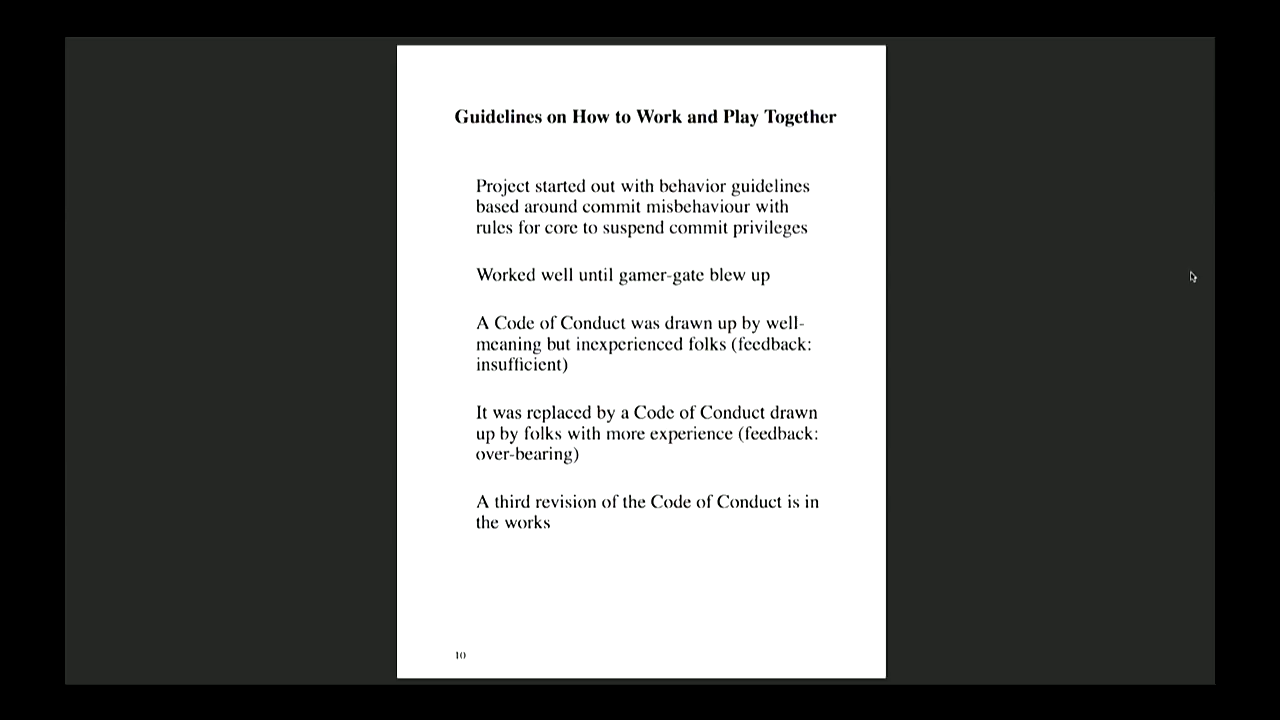 Guidelines on How to Work and Play Together
Project started out with behavior guidelines
based around commit misbehaviour with
rules for core to suspend commit privileges
Worked well until gamer-gate blew up
A Code of Conduct was drawn up by well-
meaning but inexperienced folks (feedback:
insufficient)
It was replaced by a Code of Conduct drawn
up by folks with more experience (feedback:
over-bearing)
A third revision of the Code of Conduct is in
the works
10